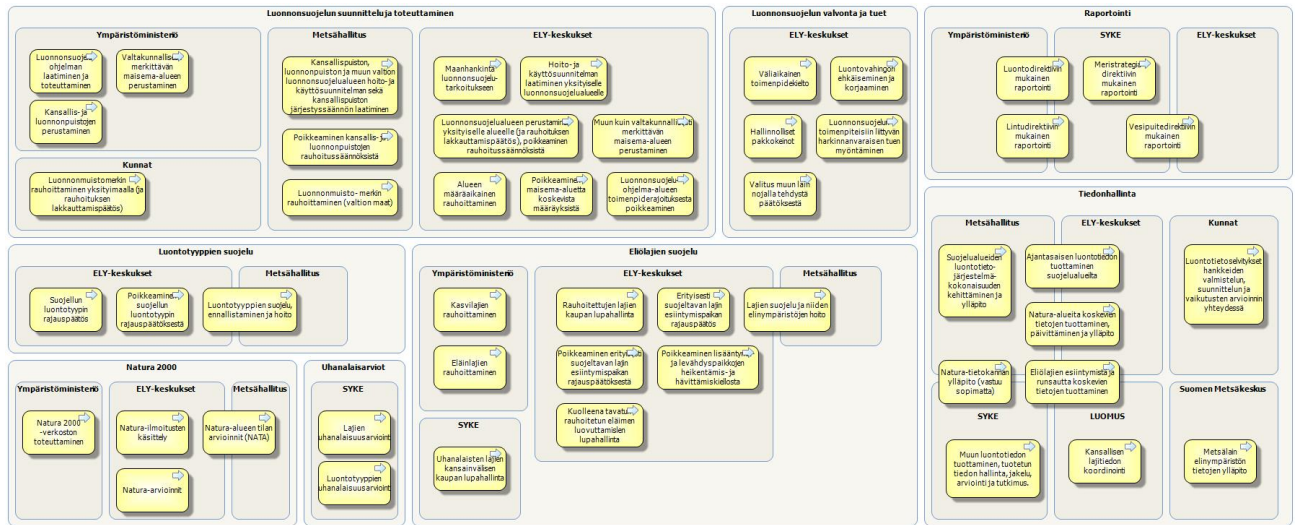 Luonnonsuojelun suunnittelu ja toteuttaminen
Ympäristöministeriö
Luonnonsuojelu
ohjelman
laatiminen ja
toteuttaminen
Valtakunnallis
merkittävän
maisema-alueen
perustaminen
Kansallis- ja
luonnonpuistojen
perustaminen
Kunnat
Luonnonmuistomerkin
rauhoittaminen yksityimaalla (ja
rauhoituksen
lakkauttamispäätös)
Metsähallitus
Kansallispuiston,
luonnonpuiston ja muun valtion
luonnonsuojelualueen hoito- ja
käyttösuunnitelman sekä
kansallispuiston
järjestyssäännön laatiminen
Poikkeaminen kansallis- ja
luonnonpuistojen
rauhoitussäännöksistä
Luonnonmuisto- merkin
rauhoittaminen (valtion maat)
ELY-keskukset
Maanhankinta
luonnonsuojelu-
tarkoitukseen
Hoito- ja
käyttösuunnitelman
laatiminen yksityiselle
luonnonsuojelualueelle
Luonnonsuojelualueen perustamine
yksityiselle alueelle (ja rauhoituksen
lakkauttamispäätös), poikkeaminen
rauhoitussäännöksistä
Muun kuin valtakunnallisesti
merkittävän
maisema-alueen
perustaminen
Alueen
määräaikainen
rauhoittaminen
Poikkeamine
maisema-aluetta
koskevista
määräyksistä
Luonnonsuojelu-
ohjelma-alueen
toimenpiderajoituksesta
poikkeaminen
Luonnonsuojelun valvonta ja tuet
ELY-keskukset
Väliaikainen
toimenpidekielto
Luontovahingon
ehkäiseminen ja
korjaaminen
Hallinnolliset
pakkokeinot
Luonnonsuojelun
toimenpiteisiin liittyvän
harkinnanvaraisen tuen
myöntäminen
Valitus muun lain
nojalla tehdystä
päätöksestä
Raportointi
Ympäristöministeriö
SYKE
ELY-keskukset
Luontodirektiivin
mukainen
raportointi
Meristrategia
direktiivin
mukainen
raportointi
Lintudirektiivin
mukainen
raportointi
Vesipuitedirektiivin
mukainen
raportointi
Tiedonhallinta
Metsähallitus
ELY-keskukset
Kunnat
Suojelualueiden
luontotieto-
järjestelmä-
kokonaisuuden
kehittäminen ja
ylläpito
Ajantasaisen luontotiedon
tuottaminen
suojelualueilta
Luontotietoselvitykset
hankkeiden
valmistelun,
suunnittelun ja
vaikutusten arvioinnin
yhteydessä
Natura-alueita koskevien
tietojen tuottaminen,
päivittäminen ja ylläpito
Natura-tietokannan
ylläpito (vastuu
sopimatta)
Eliölajien esiintymistä ja
runsautta koskevien
tietojen tuottaminen
SYKE
LUOMUS
Suomen Metsäkeskus
Muun luontotiedon
tuottaminen, tuotetun
tiedon hallinta, jakelu,
arviointi ja tutkimus.
Kansallisen
lajitiedon
koordinointi
Metsälain
elinympäristön
tietojen ylläpito
Luontotyyppien suojelu
ELY-keskukset
Metsähallitus
Suojellun
luontotyypin
rajauspäätös
Poikkeamine
suojellun
luontotyypin
rajauspäätöksestä
Luontotyyppien suojelu,
ennallistaminen ja hoito
Eliölajien suojelu
Ympäristöministeriö
ELY-keskukset
Metsähallitus
Kasvilajien
rauhoittaminen
Eläinlajien
rauhoittaminen
Rauhoitettujen lajien
kaupan lupahallinta
Erityisesti
suojeltavan lajin
esiintymispaikan
rajauspäätös
Lajien suojelu ja niiden
elinympäristöjen hoito
Poikkeaminen erityisesti
suojeltavan lajin
esiintymispaikan
rajauspäätöksestä
Poikkeaminen lisääntymi
ja levähdyspaikkojen
heikentämis- ja
hävittämiskiellosta
Kuolleena tavatun
rauhoitetun eläimen
luovuttamisen
lupahallinta
SYKE
Uhanalaisten lajien
kansainvälisen
kaupan lupahallinta
Natura 2000
Ympäristöministeriö
ELY-keskukset
Metsähallitus
Natura 2000
-verkoston
toteuttaminen
Natura-ilmoitusten
käsittely
Natura-alueen tilan
arvioinnit (NATA)
Natura-arvioinnit
Uhanalaisarviot
SYKE
Lajien
uhanalaisuusarviointi
Luontotyyppien
uhanalaisuusarviointi